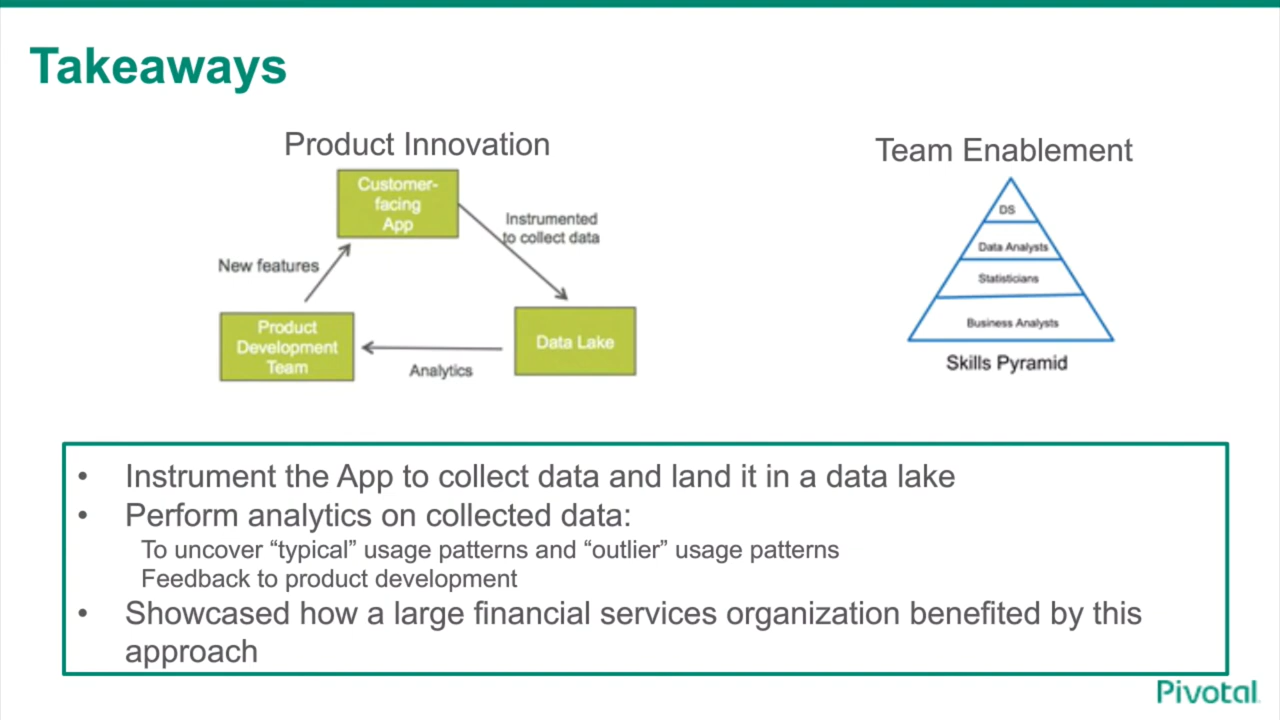 Takeaways
Product Innovation
Customer-
facing
App
Instrumented
to collect data
New features
Product
Development
Team
Data Lake
Analytics
Team Enablement
DS
Data Analysts
Statisticians
Business Analysts
Skills Pyramid
• Instrument the App to collect data and land it in a data lake
• Perform analytics on collected data:
To uncover “typical” usage patterns and “outlier” usage patterns
Feedback to product development
• Showcased how a large financial services organization benefited by this
approach
Pivotal